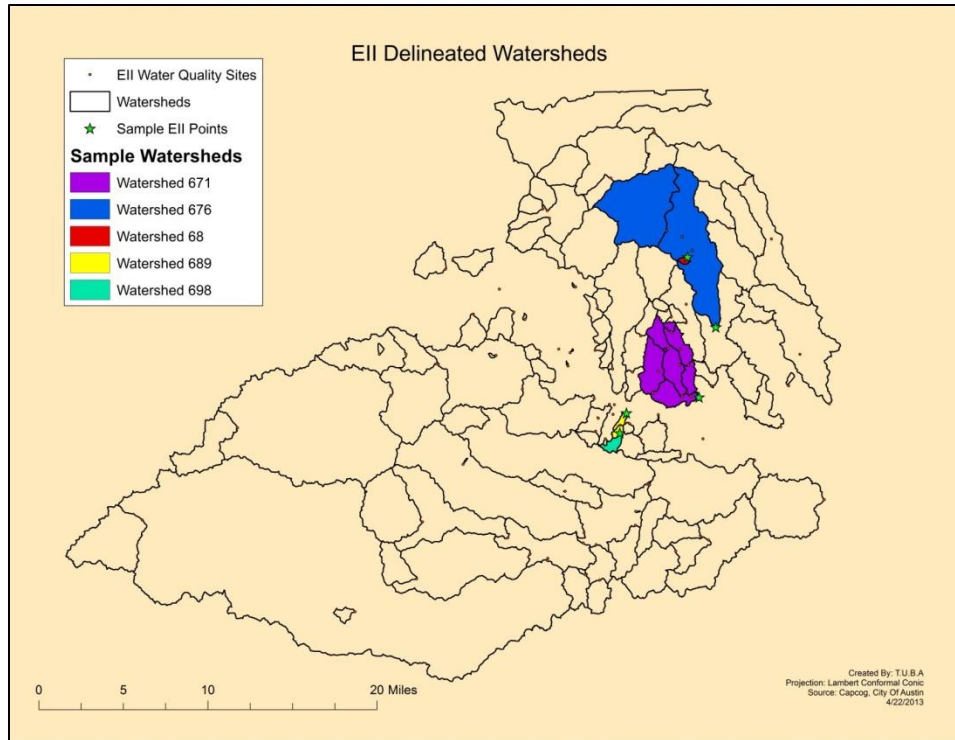 EII Delineated Watersheds
EII Water Quality Sites
Watersheds
Sample EII Points
Sample Watersheds
Watershed 671
Watershed 676
Watershed 68
Watershed 689
Watershed 698
0 5 10 20 Miles
Created By: T.U.B.A
Projection: Lambert Conformal Conic
Source: Capcog, City Of Austin
4/22/2013